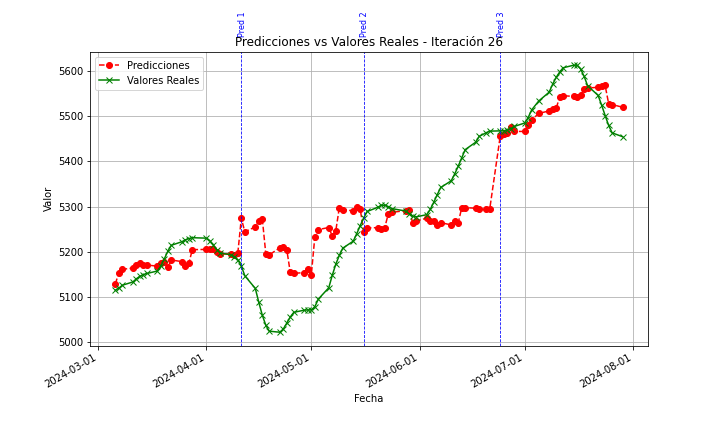 Pred 1
Pred 2
Pred 3
Predicciones vs Valores Reales - Iteración 26
Predicciones
Valores Reales
5600
5500
5400
5300
5200
5100
5000
Valor
2024-03-01
2024-04-01
2024-05-01
2024-06-01
2024-07-01
2024-08-01
Fecha